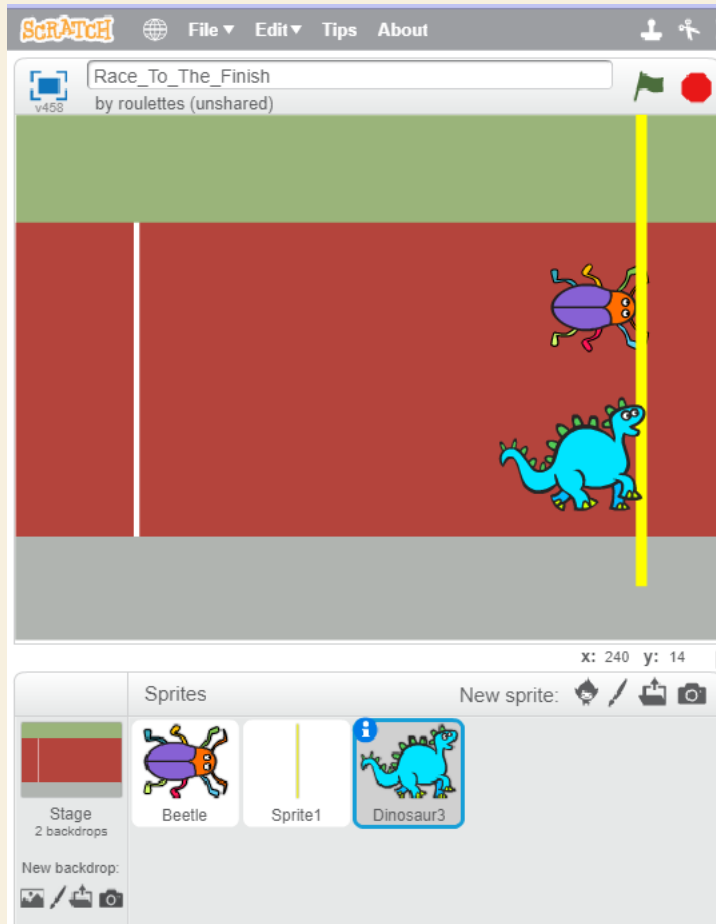 SCRATCH File Edit Tips About
Race_To_The_Finish
v458 by roulettes (unshared)
x: 240 y: 14
Sprites New sprite:
Beetle Sprite1 Dinosaur3
Stage
2 backdrops
New backdrop: